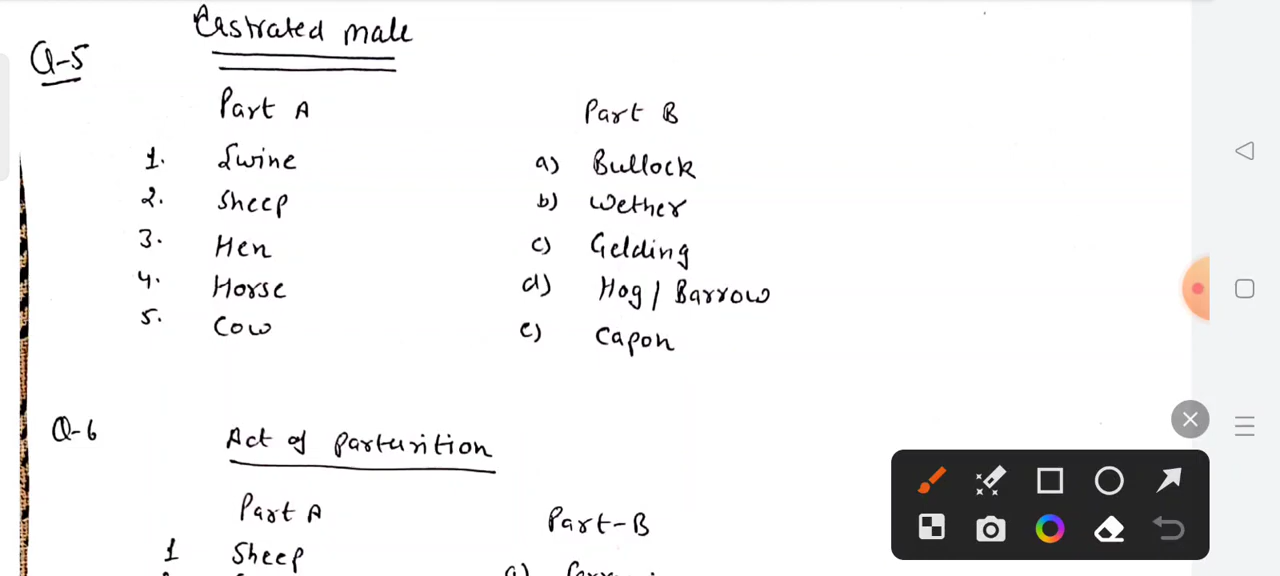 Castrated male
Q-5
Part A Part B
1. Swine a) Bullock
2. Sheep b) Wether
3. Hen c) Gelding
4. Horse d) Hog / Barrow
5. Cow e) Capon
Q-6 Act of parturition
Part A Part-B
1 Sheep a)